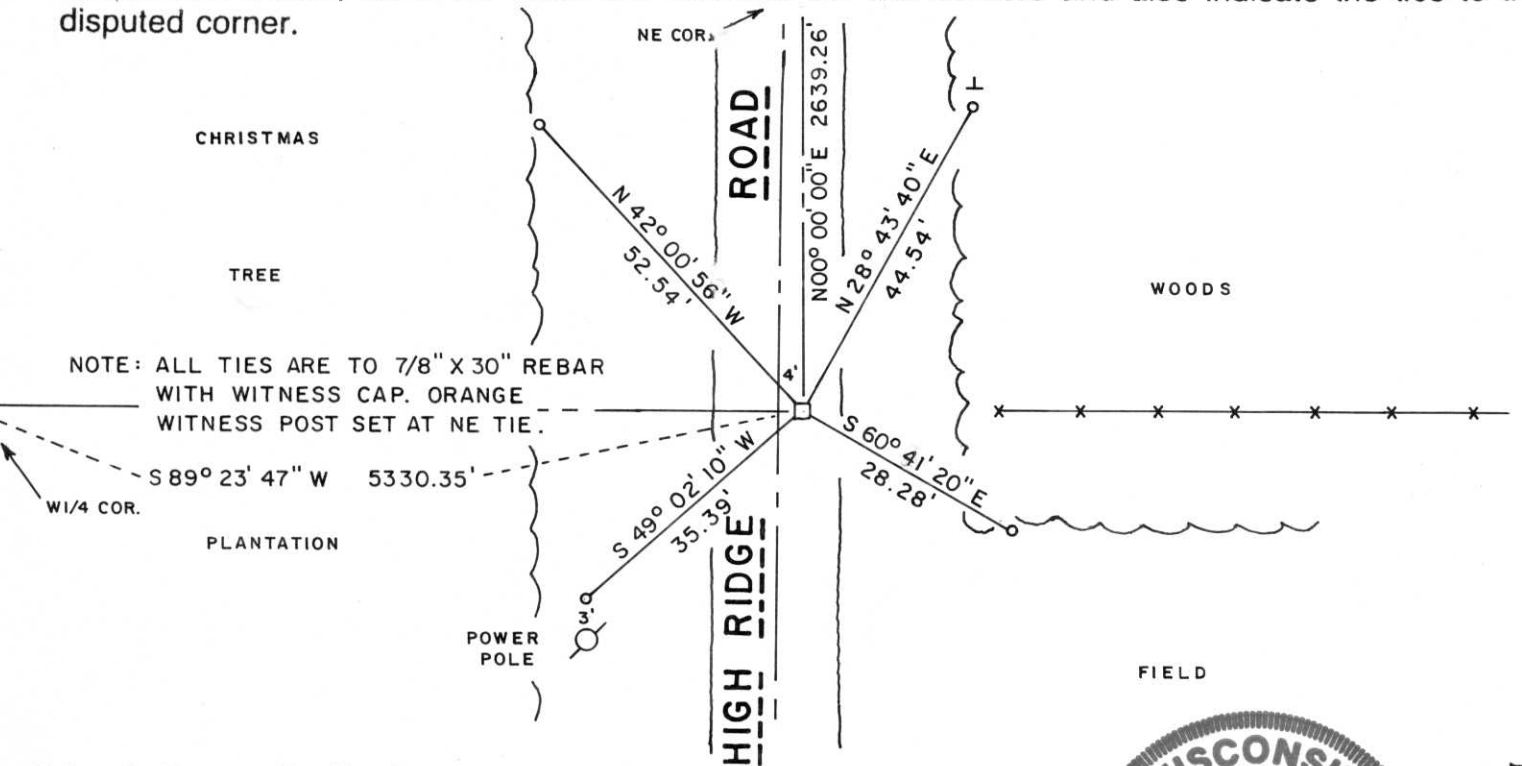 disputed corner.
NE COR.
ROAD
N00° 00' 00"E 2639.26'
CHRISTMAS
N 42° 00' 56" W
52.54'
N 28° 43' 40" E
44.54'
TREE
WOODS
NOTE: ALL TIES ARE TO 7/8" X 30" REBAR
WITH WITNESS CAP. ORANGE
WITNESS POST SET AT NE TIE.
4'
S 89° 23' 47" W 5330.35'
W1/4 COR.
S 49° 02' 10" W
35.39'
S 60° 41' 20"E
28.28'
PLANTATION
3'
POWER
POLE
HIGH RIDGE
FIELD